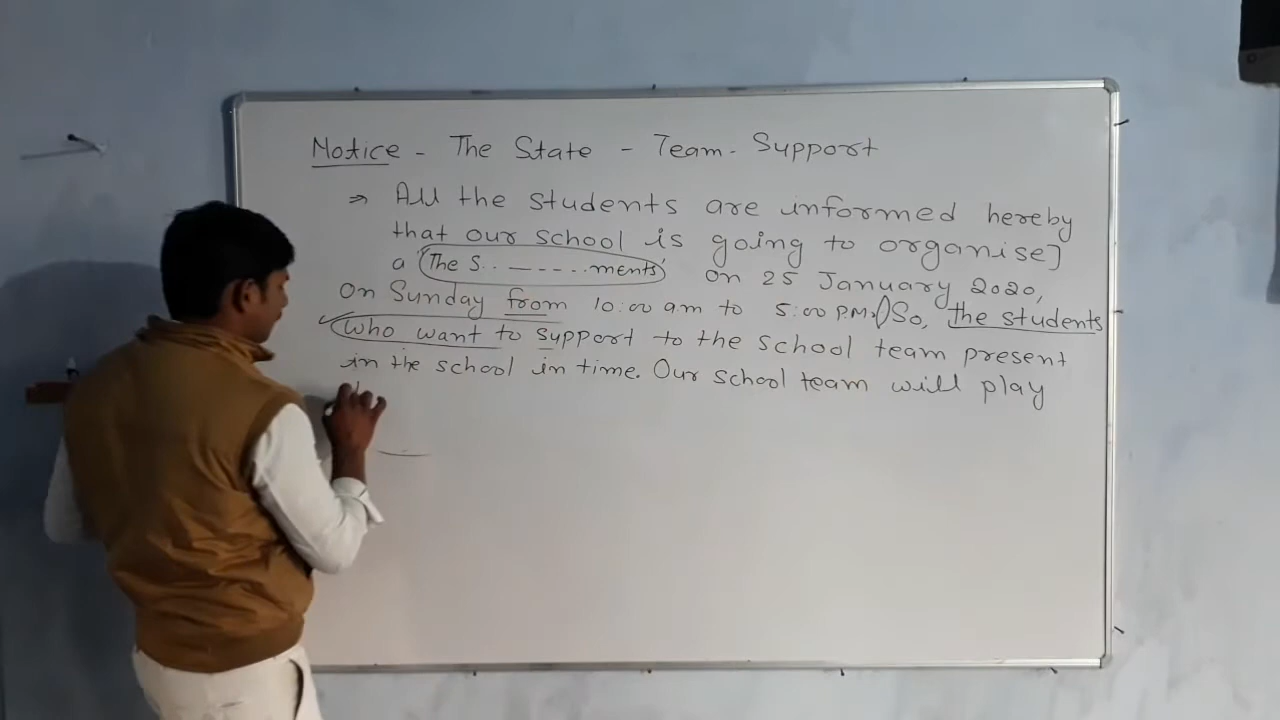 Notice - The State - Team - Support
⇒ All the students are informed hereby
that our school is going to organise]
a 'The S.. _ - - - ...ments' on 25 January 2020,
on Sunday from 10:00 am to 5:00 PM. So, the students
who want to support to the school team present
in the school in time. Our school team will play